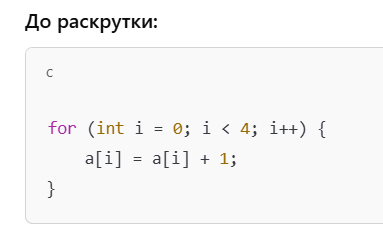 До раскрутки:
c
for (int i = 0; i < 4; i++) {
    a[i] = a[i] + 1;
}